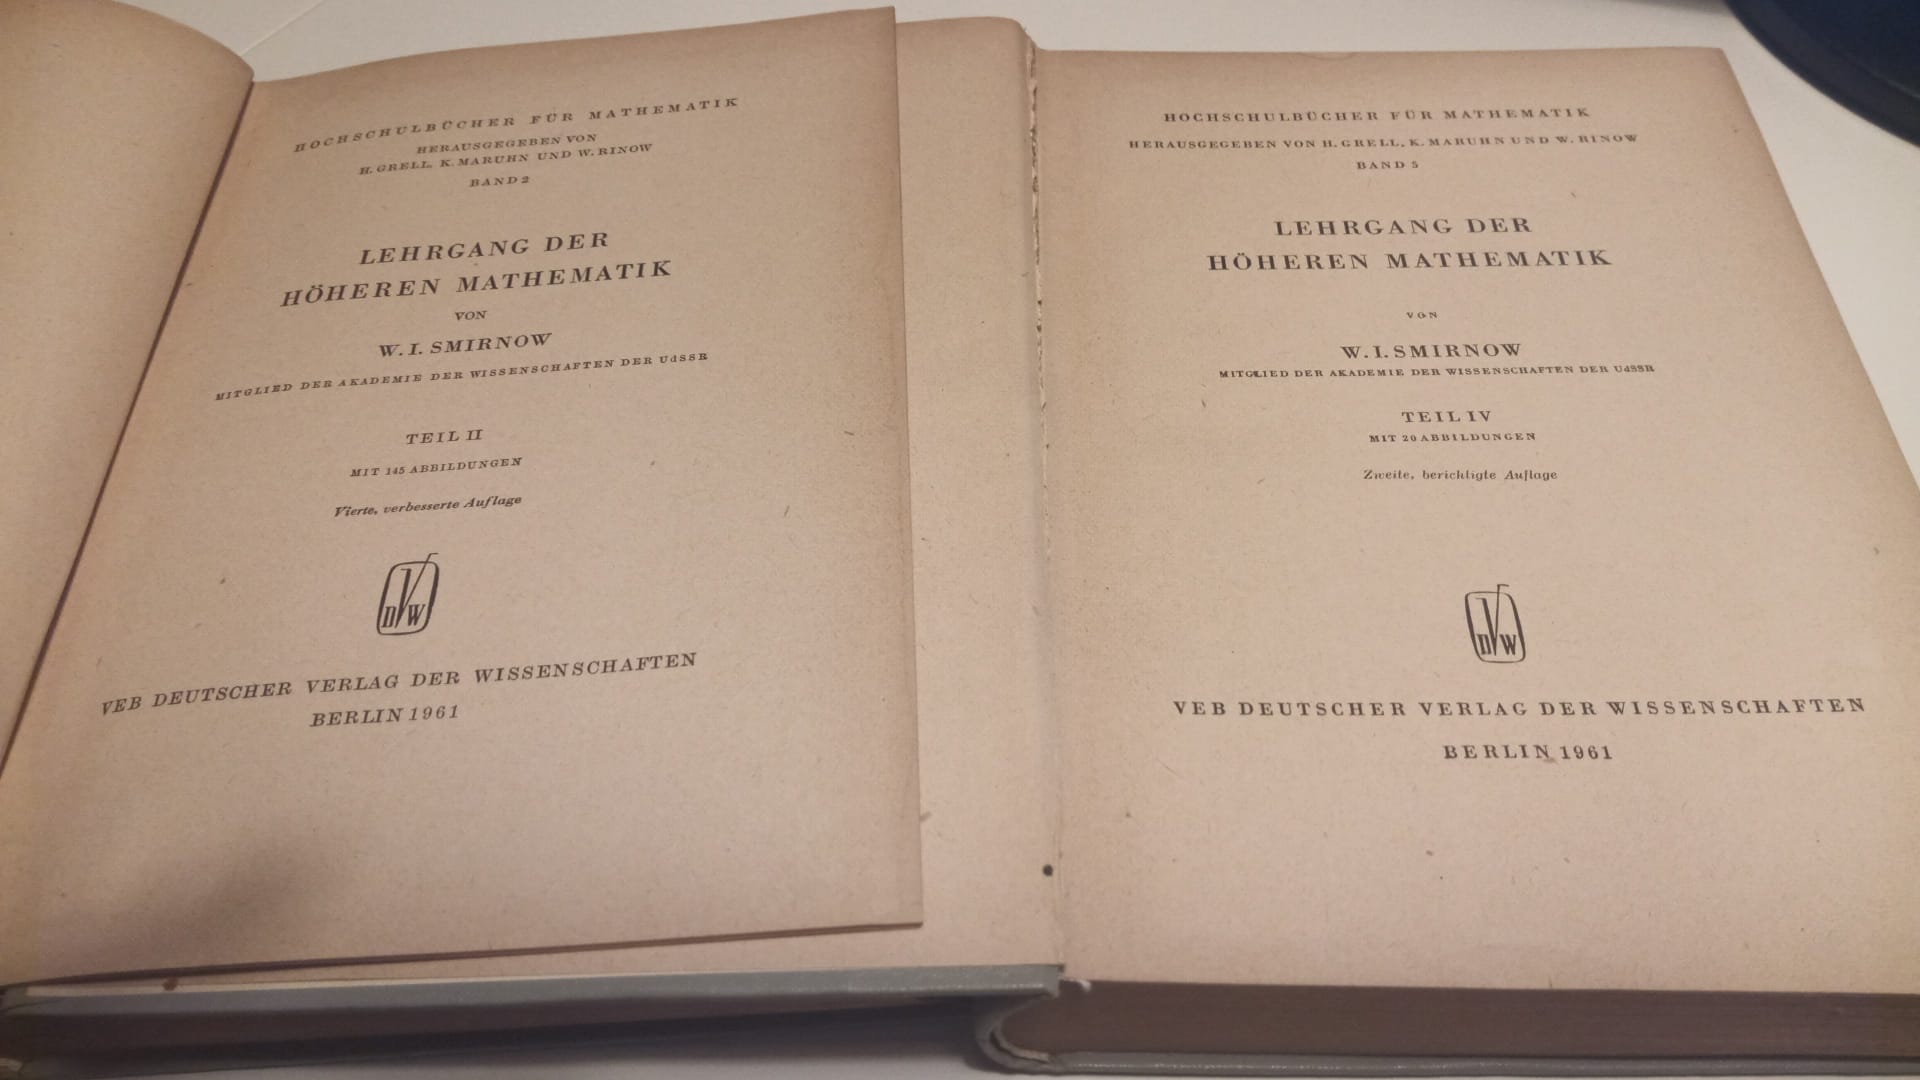 HOCHSCHULBÜCHER FÜR MATHEMATIK
HERAUSGEGEBEN VON
H. GRELL, K. MARUHN UND W. RINOW
BAND 2
LEHRGANG DER
HÖHEREN MATHEMATIK
VON
W. I. SMIRNOW
MITGLIED DER AKADEMIE DER WISSENSCHAFTEN DER UdSSR
TEIL II
MIT 145 ABBILDUNGEN
Vierte, verbesserte Auflage
DVW
VEB DEUTSCHER VERLAG DER WISSENSCHAFTEN
BERLIN 1961
HOCHSCHULBÜCHER FÜR MATHEMATIK
HERAUSGEGEBEN VON H. GRELL, K. MARUHN UND W. RINOW
BAND 5
LEHRGANG DER
HÖHEREN MATHEMATIK
VON
W. I. SMIRNOW
MITGLIED DER AKADEMIE DER WISSENSCHAFTEN DER UdSSR
TEIL IV
MIT 20 ABBILDUNGEN
Zweite, berichtigte Auflage
DVW
VEB DEUTSCHER VERLAG DER WISSENSCHAFTEN
BERLIN 1961